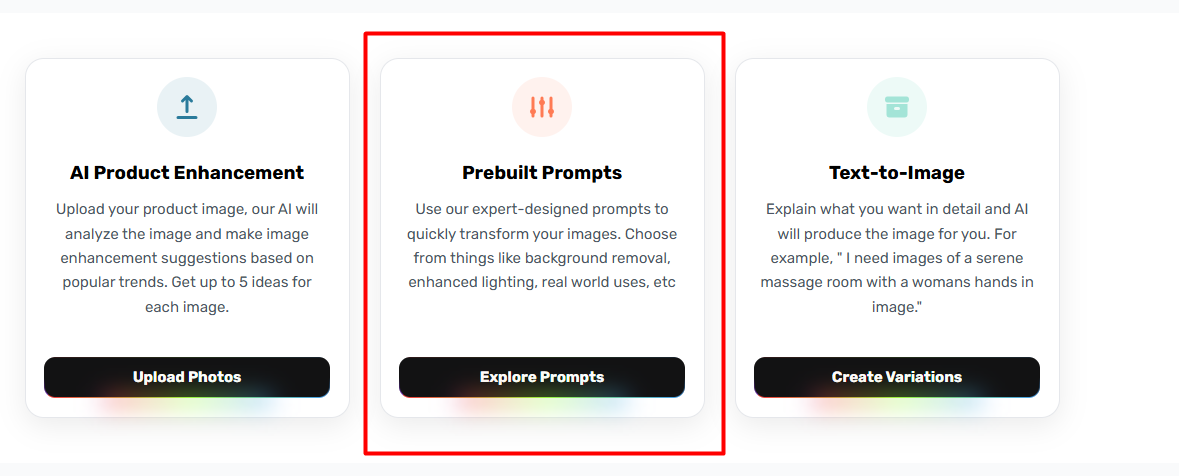 AI Product Enhancement
Upload your product image, our AI will
analyze the image and make image
enhancement suggestions based on
popular trends. Get up to 5 ideas for
each image.
Upload Photos
Prebuilt Prompts
Use our expert-designed prompts to
quickly transform your images. Choose
from things like background removal,
enhanced lighting, real world uses, etc
Explore Prompts
Text-to-Image
Explain what you want in detail and AI
will produce the image for you. For
example, " I need images of a serene
massage room with a womans hands in
image."
Create Variations